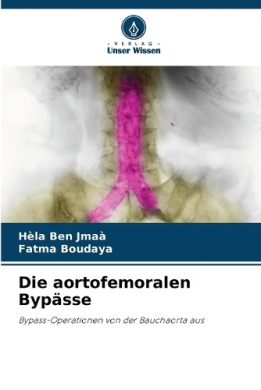 - VERLAG -
Unser Wissen
Hèla Ben Jmaà
Fatma Boudaya
Die aortofemoralen
Bypässe
Bypass-Operationen von der Bauchaorta aus